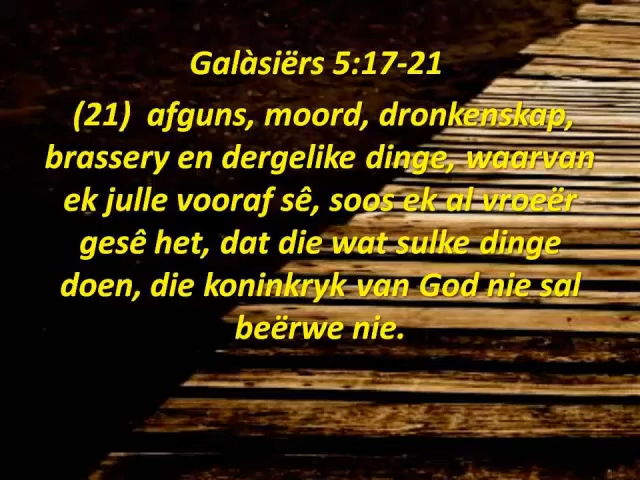 Galàsiërs 5:17-21
(21)  afguns, moord, dronkenskap,
brassery en dergelike dinge, waarvan
ek julle vooraf sê, soos ek al vroeër
gesê het, dat die wat sulke dinge
doen, die koninkryk van God nie sal
beërwe nie.